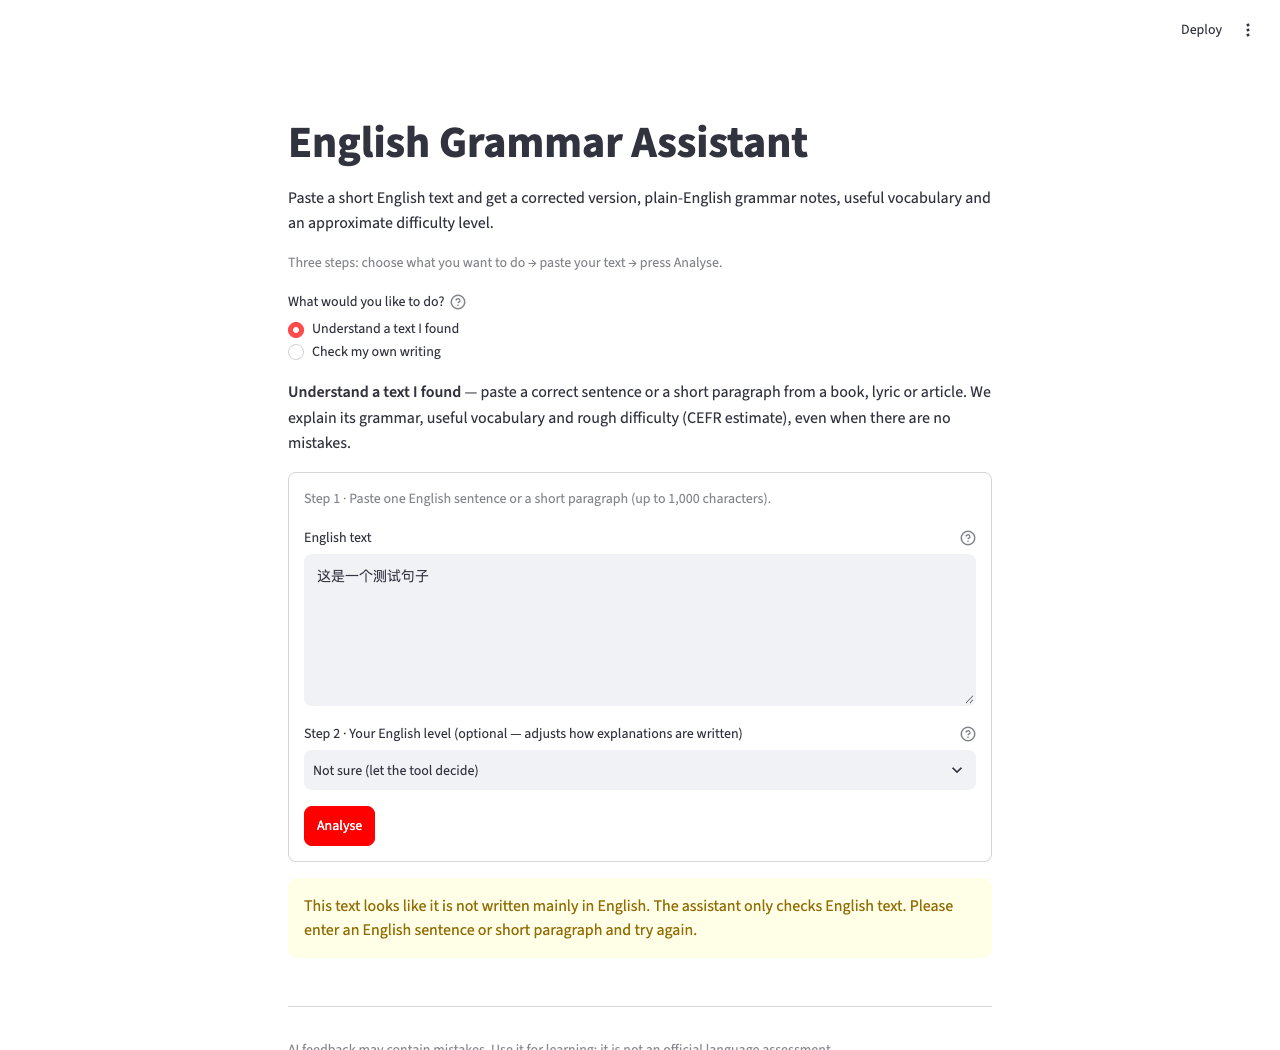 Deploy
English Grammar Assistant
Paste a short English text and get a corrected version, plain-English grammar notes, useful vocabulary and
an approximate difficulty level.
Three steps: choose what you want to do → paste your text → press Analyse.
What would you like to do?
Understand a text I found
Check my own writing
Understand a text I found — paste a correct sentence or a short paragraph from a book, lyric or article. We
explain its grammar, useful vocabulary and rough difficulty (CEFR estimate), even when there are no
mistakes.
Step 1 · Paste one English sentence or a short paragraph (up to 1,000 characters).
English text
这是一个测试句子
Step 2 · Your English level (optional — adjusts how explanations are written)
Not sure (let the tool decide)
Analyse
This text looks like it is not written mainly in English. The assistant only checks English text. Please
enter an English sentence or short paragraph and try again.
AI feedback may contain mistakes. Use it for learning; it is not an official language assessment.